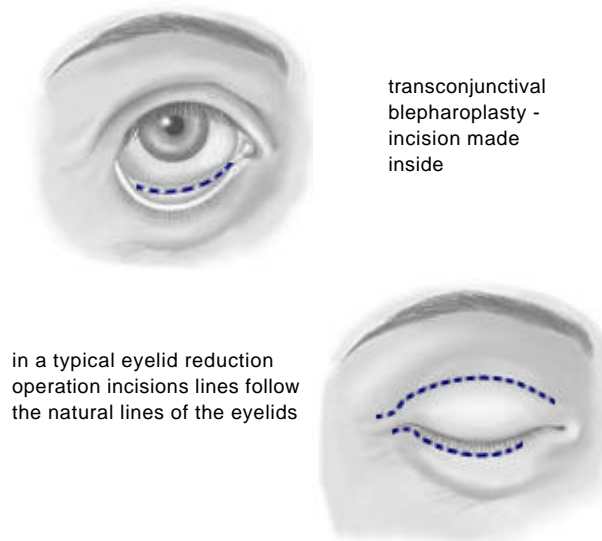 transconjunctival
blepharoplasty -
incision made
inside
in a typical eyelid reduction
operation incisions lines follow
the natural lines of the eyelids